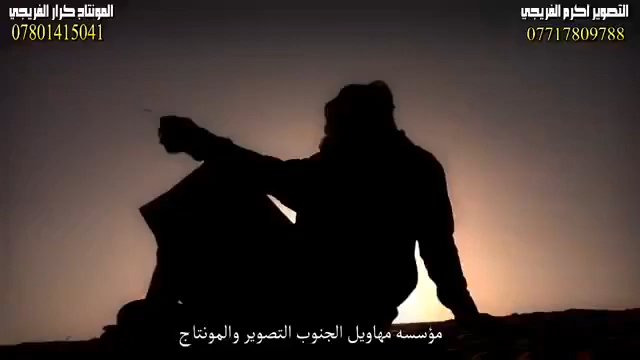 التصوير اكرم الفريجي
07717809788
المونتاج كرار الفريجي
07801415041
مؤسسه مهاويل الجنوب التصوير والمونتاج